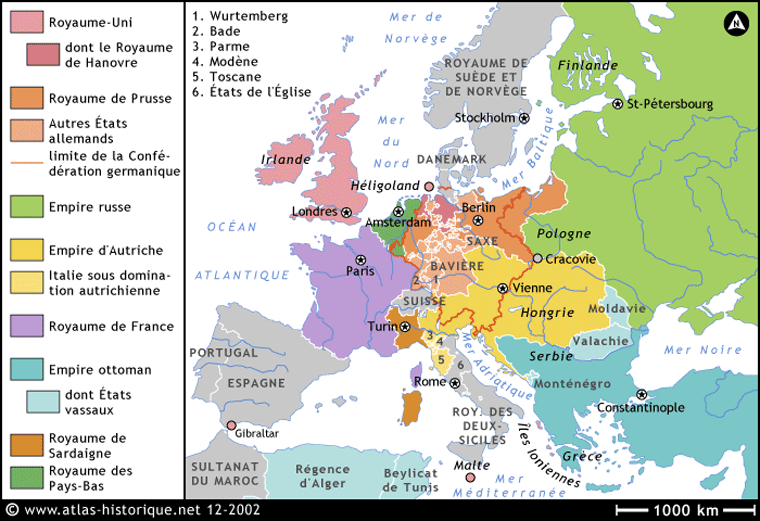 Royaume-Uni
dont le Royaume
de Hanovre
Royaume de Prusse
Autres États
allemands
limite de la Confé-
dération germanique
Empire russe
Empire d'Autriche
Italie sous domina-
tion autrichienne
Royaume de France
Empire ottoman
dont États
vassaux
Royaume de
Sardaigne
Royaume des
Pays-Bas
1. Wurtemberg
2. Bade
3. Parme
4. Modène
5. Toscane
6. États de l'Église
Mer de
Norvège
N
ROYAUME DE
SUÈDE ET
DE NORVÈGE
Finlande
St-Pétersbourg
Stockholm
Mer
du
Nord
Mer Baltique
DANEMARK
Irlande
Héligoland
Londres
Amsterdam
Berlin
SAXE
Pologne
OCÉAN
ATLANTIQUE
Paris
BAVIÈRE
Cracovie
2
1
Vienne
SUISSE
Hongrie
Moldavie
Turin
Valachie
3
4
5
6
Mer Adriatique
Serbie
Mer Noire
PORTUGAL
ESPAGNE
Rome
Monténégro
Constantinople
ROY. DES
DEUX-
SICILES
Îles Ioniennes
Gibraltar
Grèce
SULTANAT
DU MAROC
Régence
d'Alger
Beylicat
de Tunis
Malte
Mer
Méditerranée
© www.atlas-historique.net 12-2002
1000 km